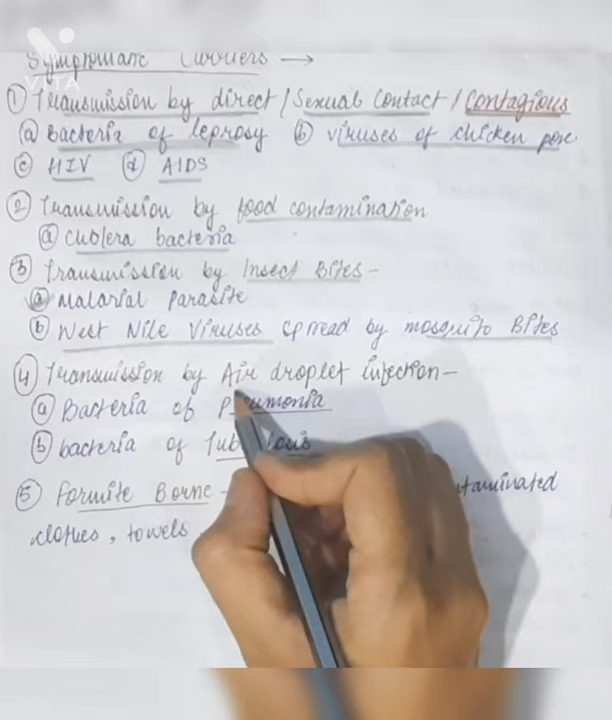 Symptomatic Carriers →
① Transmission by direct / Sexual Contact / Contagious
ⓐ Bacteria of leprosy ⓑ viruses of chicken pox
ⓒ HIV ⓓ AIDS
② Transmission by food contamination
ⓐ cholera bacteria
③ Transmission by Insect Bites -
ⓐ Malarial parasite
ⓑ West Nile Viruses spread by mosquito Bites
④ Transmission by Air droplet infection -
ⓐ Bacteria of Pneumonia
ⓑ bacteria of
⑤ Formite Borne -
clothes, towels